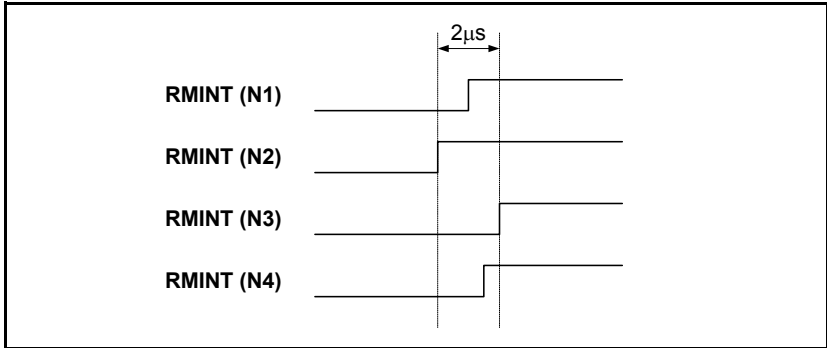 2μs
RMINT (N1)
RMINT (N2)
RMINT (N3)
RMINT (N4)